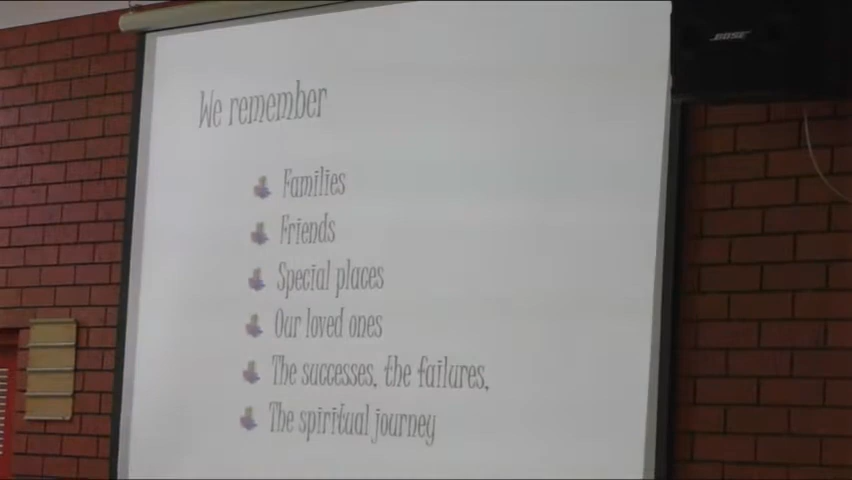 BOSE
We remember
Families
Friends
Special places
Our loved ones
The successes, the failures,
The spiritual journey